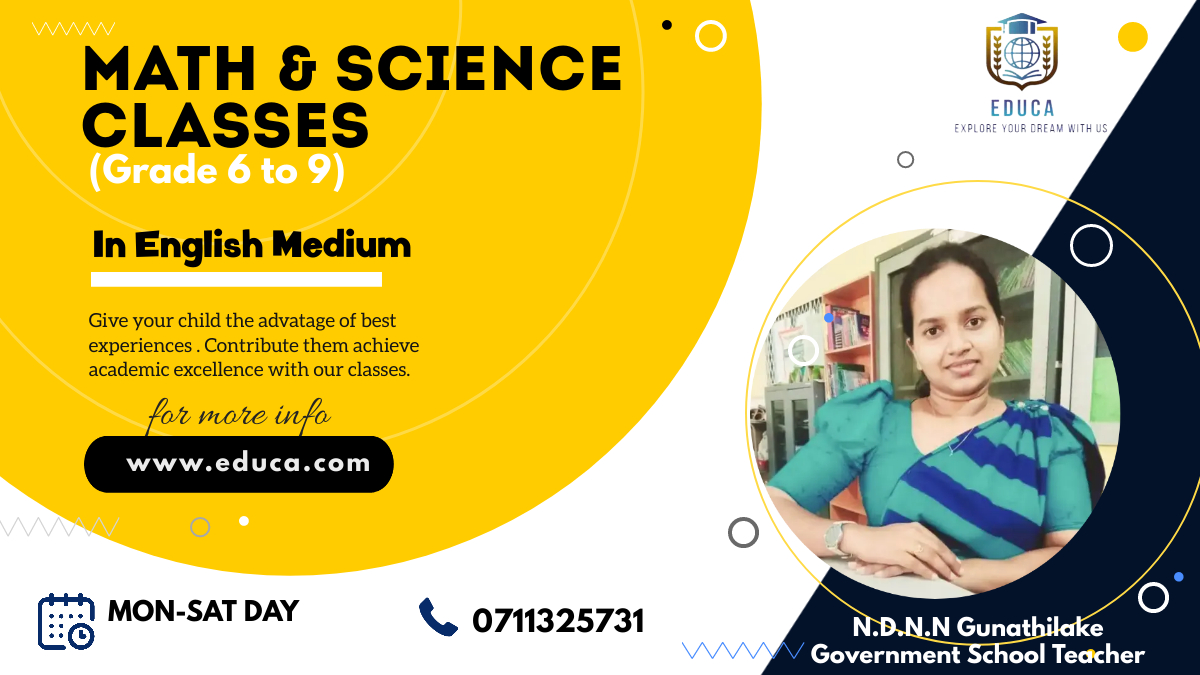 MATH & SCIENCE
CLASSES
(Grade 6 to 9)
In English Medium
Give your child the advatage of best
experiences . Contribute them achieve
academic excellence with our classes.
for more info
www.educa.com
MON-SAT DAY
0711325731
EDUCA
EXPLORE YOUR DREAM WITH US
N.D.N.N Gunathilake
Government School Teacher